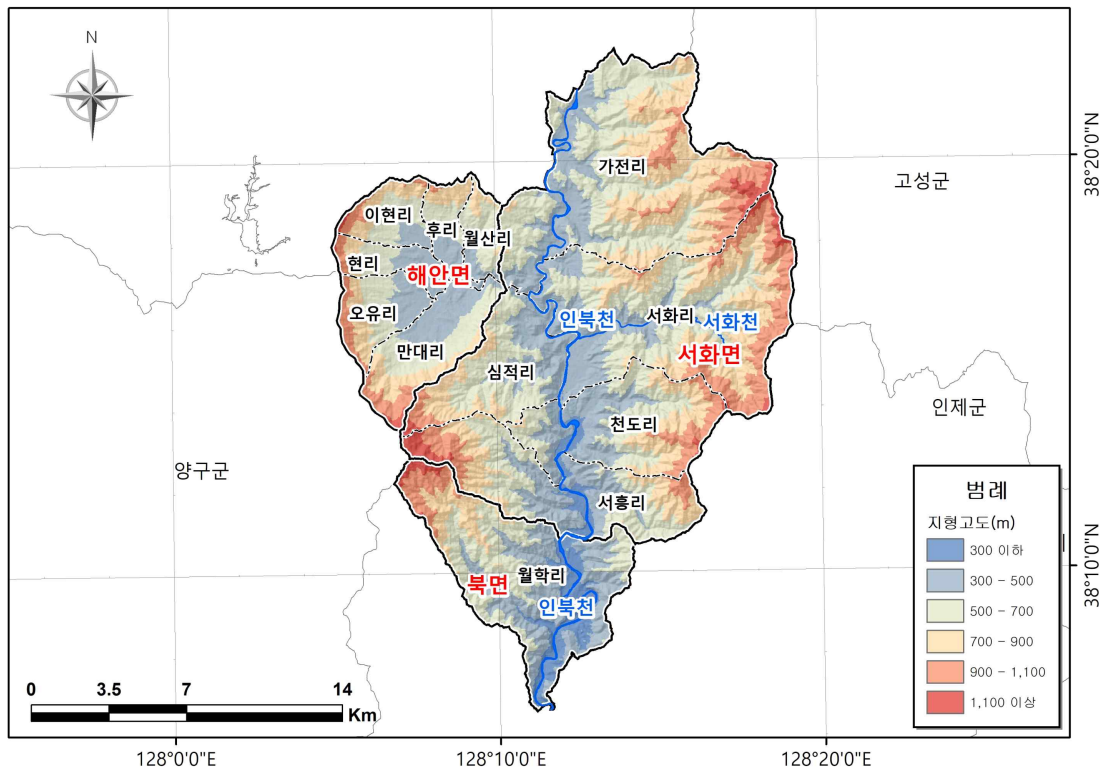 N
가전리
고성군
38°20'0"N
이현리
후리
월산리
현리
해안면
오유리
만대리
인북천
서화리
서화천
서화면
심적리
천도리
인제군
양구군
서흥리
북면
월학리
인북천
38°10'0"N
범례
지형고도(m)
300 이하
300 - 500
500 - 700
700 - 900
900 - 1,100
1,100 이상
0 3.5 7 14
Km
128°0'0"E 128°10'0"E 128°20'0"E